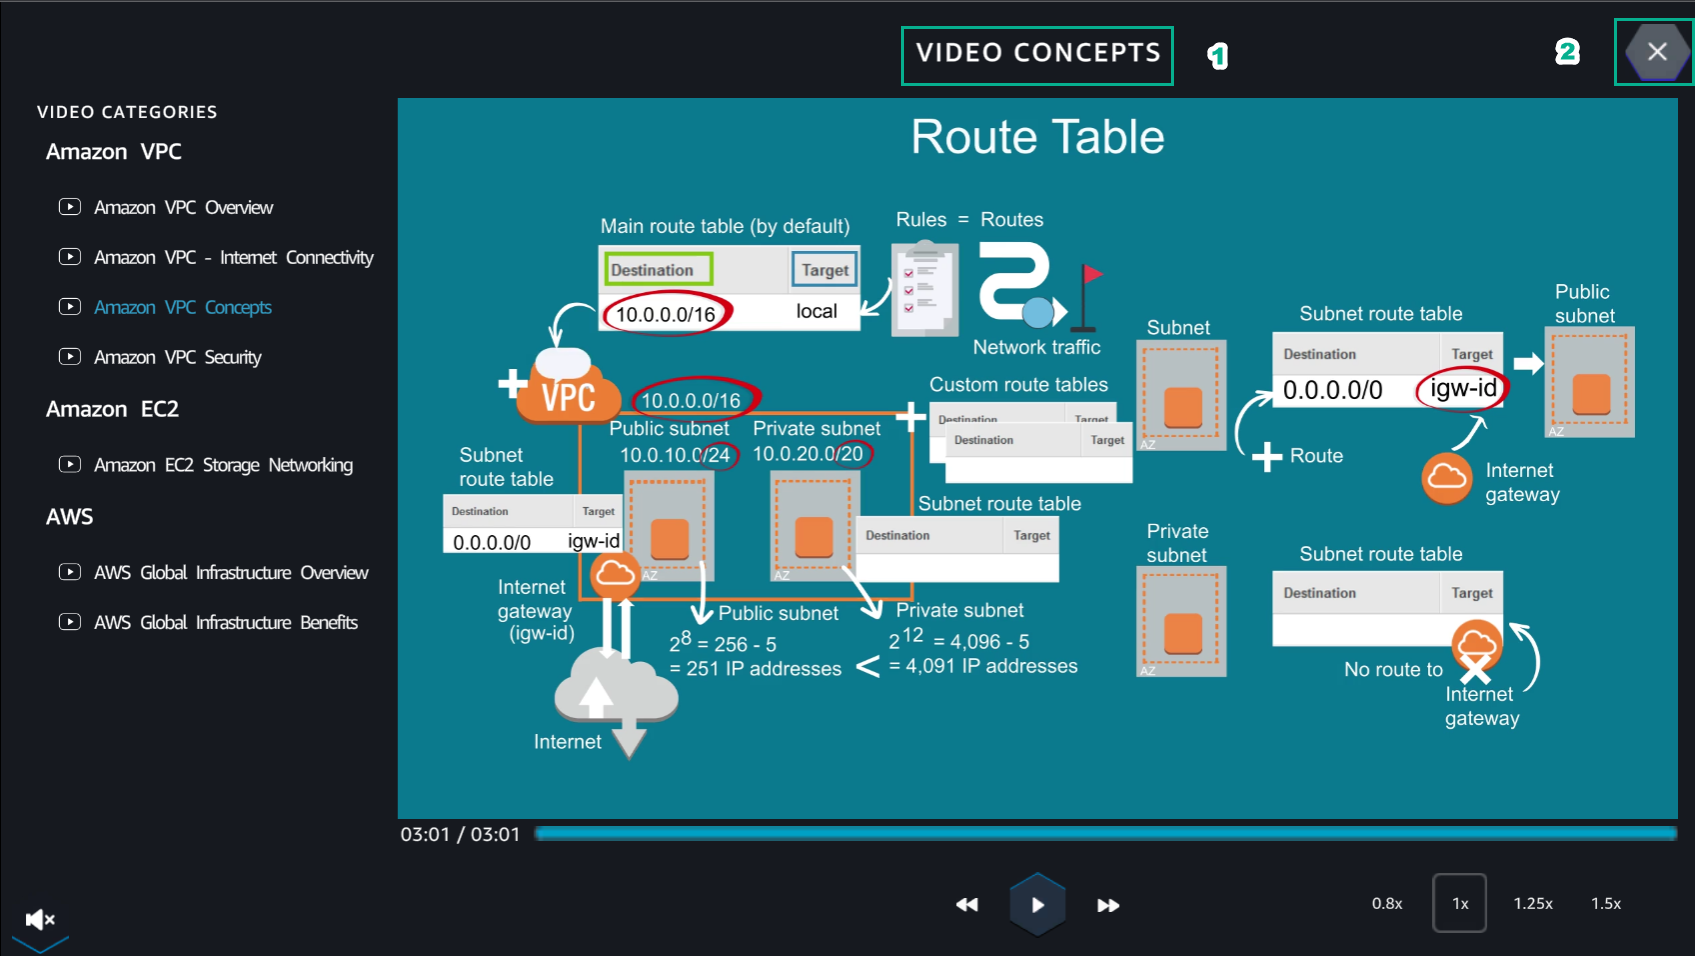 VIDEO CONCEPTS
1
2
VIDEO CATEGORIES
Amazon VPC
Amazon VPC Overview
Amazon VPC - Internet Connectivity
Amazon VPC Concepts
Amazon VPC Security
Amazon EC2
Amazon EC2 Storage Networking
AWS
AWS Global Infrastructure Overview
AWS Global Infrastructure Benefits
Route Table
Main route table (by default)
Destination Target
10.0.0.0/16 local
Rules = Routes
Network traffic
VPC
10.0.0.0/16
Public subnet
10.0.10.0/24
Private subnet
10.0.20.0/20
Subnet
route table
Destination Target
0.0.0.0/0 igw-id
AZ
AZ
Internet
gateway
(igw-id)
Internet
Public subnet
28 = 256 - 5
= 251 IP addresses
<
Private subnet
212 = 4,096 - 5
= 4,091 IP addresses
Custom route tables
Destination Target
Destination Target
Subnet route table
Destination Target
Subnet
AZ
Subnet route table
Destination Target
0.0.0.0/0 igw-id
Route
Internet
gateway
Public
subnet
AZ
Private
subnet
AZ
Subnet route table
Destination Target
No route to
Internet
gateway
03:01 / 03:01
0.8x
1x
1.25x
1.5x